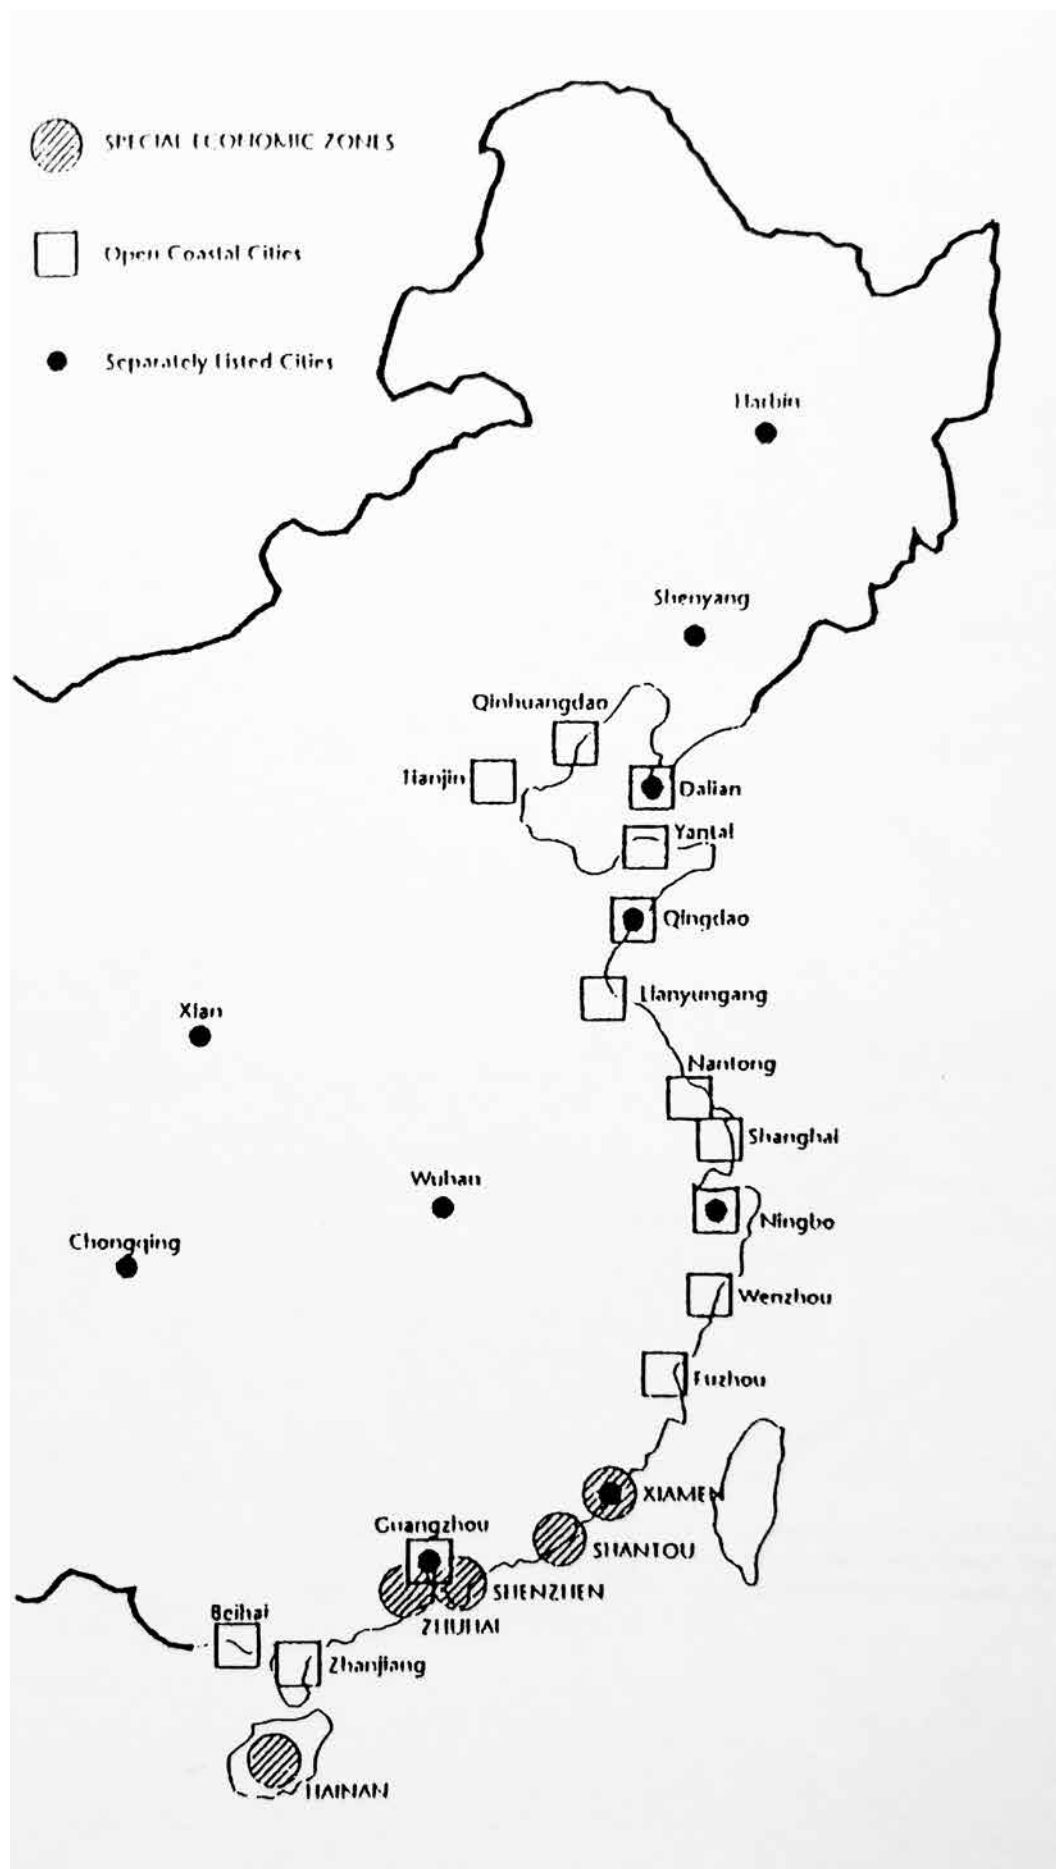 SPECIAL ECONOMIC ZONES
Open Coastal Cities
Separately Listed Cities
Harbin
Shenyang
Qinhuangdao
Tianjin
Dalian
Yantai
Qingdao
Lianyungang
Xian
Nantong
Shanghai
Wuhan
Ningbo
Chongqing
Wenzhou
Fuzhou
XIAMEN
Guangzhou
SHANTOU
SHENZHEN
Beihai
ZHUHAI
Zhanjiang
HAINAN